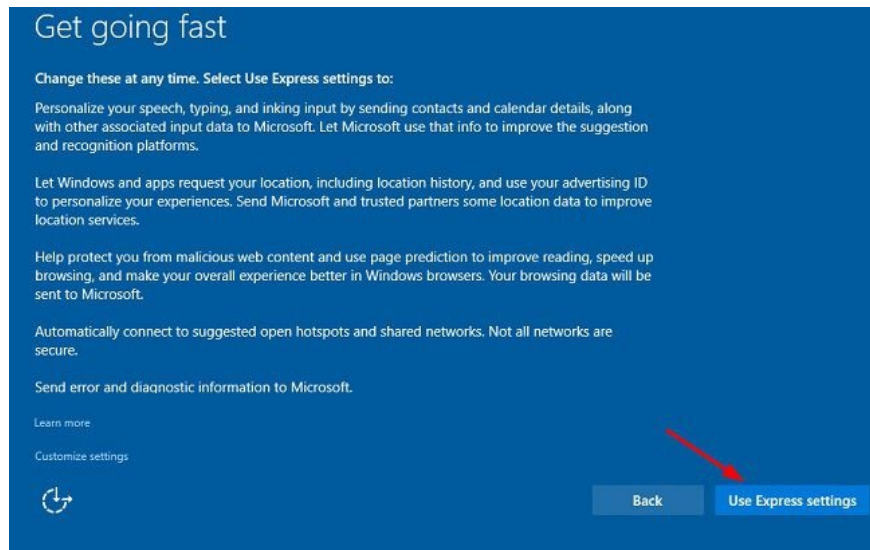 Get going fast
Change these at any time. Select Use Express settings to:
Personalize your speech, typing, and inking input by sending contacts and calendar details, along
with other associated input data to Microsoft. Let Microsoft use that info to improve the suggestion
and recognition platforms.
Let Windows and apps request your location, including location history, and use your advertising ID
to personalize your experiences. Send Microsoft and trusted partners some location data to improve
location services.
Help protect you from malicious web content and use page prediction to improve reading, speed up
browsing, and make your overall experience better in Windows browsers. Your browsing data will be
sent to Microsoft.
Automatically connect to suggested open hotspots and shared networks. Not all networks are
secure.
Send error and diagnostic information to Microsoft.
Learn more
Customize settings
Back
Use Express settings